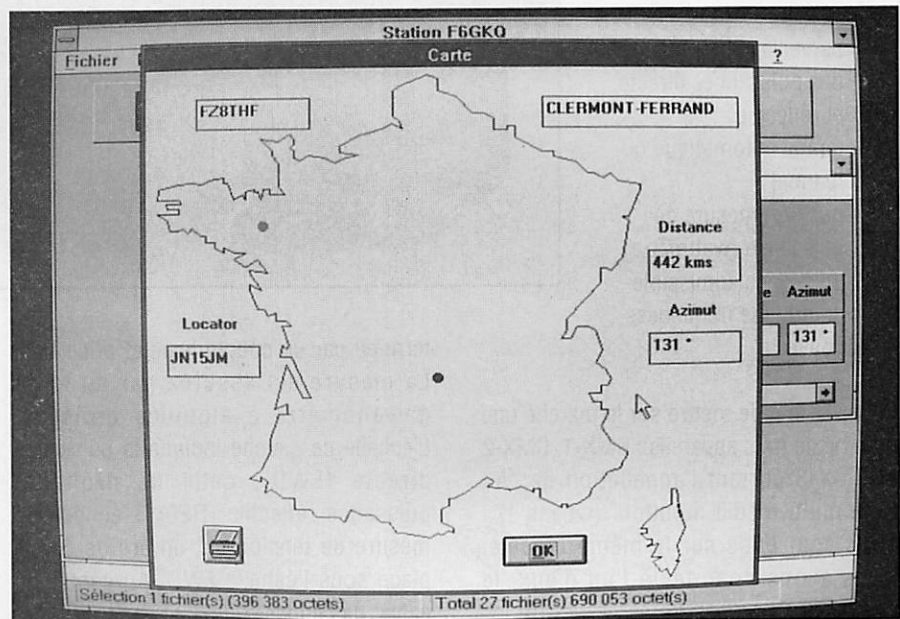 Station F6GKQ
Carte
Fichier
?
FZ8THF
CLERMONT-FERRAND
Distance
442 kms
Azimut
131 °
e Azimut
131 °
Locator
JN15JM
OK
Sélection 1 fichier(s) (396 383 octets)
Total 27 fichier(s) 690 053 octet(s)